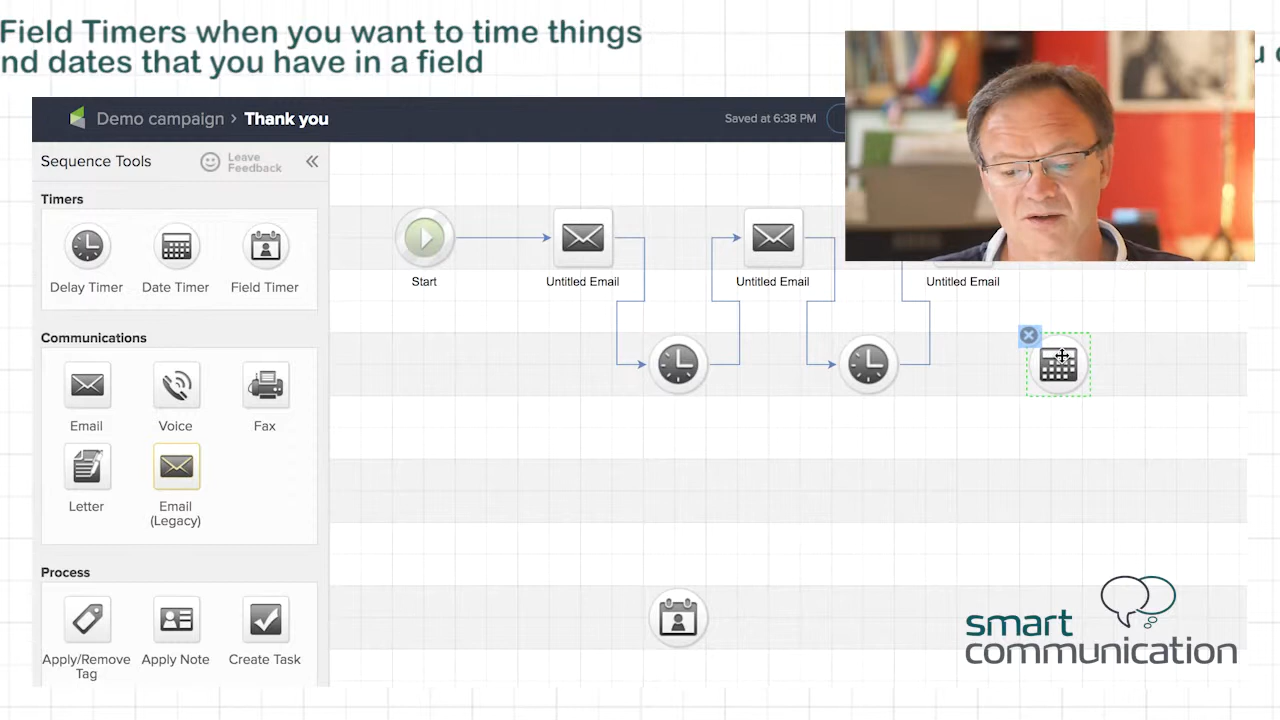 Field Timers when you want to time things
nd dates that you have in a field
Demo campaign › Thank you
Saved at 6:38 PM
Sequence Tools
Leave
Feedback
Timers
Delay Timer
Date Timer
Field Timer
Communications
Email
Voice
Fax
Letter
Email
(Legacy)
Process
Apply/Remove
Tag
Apply Note
Create Task
Start
Untitled Email
Untitled Email
Untitled Email
smart
communication